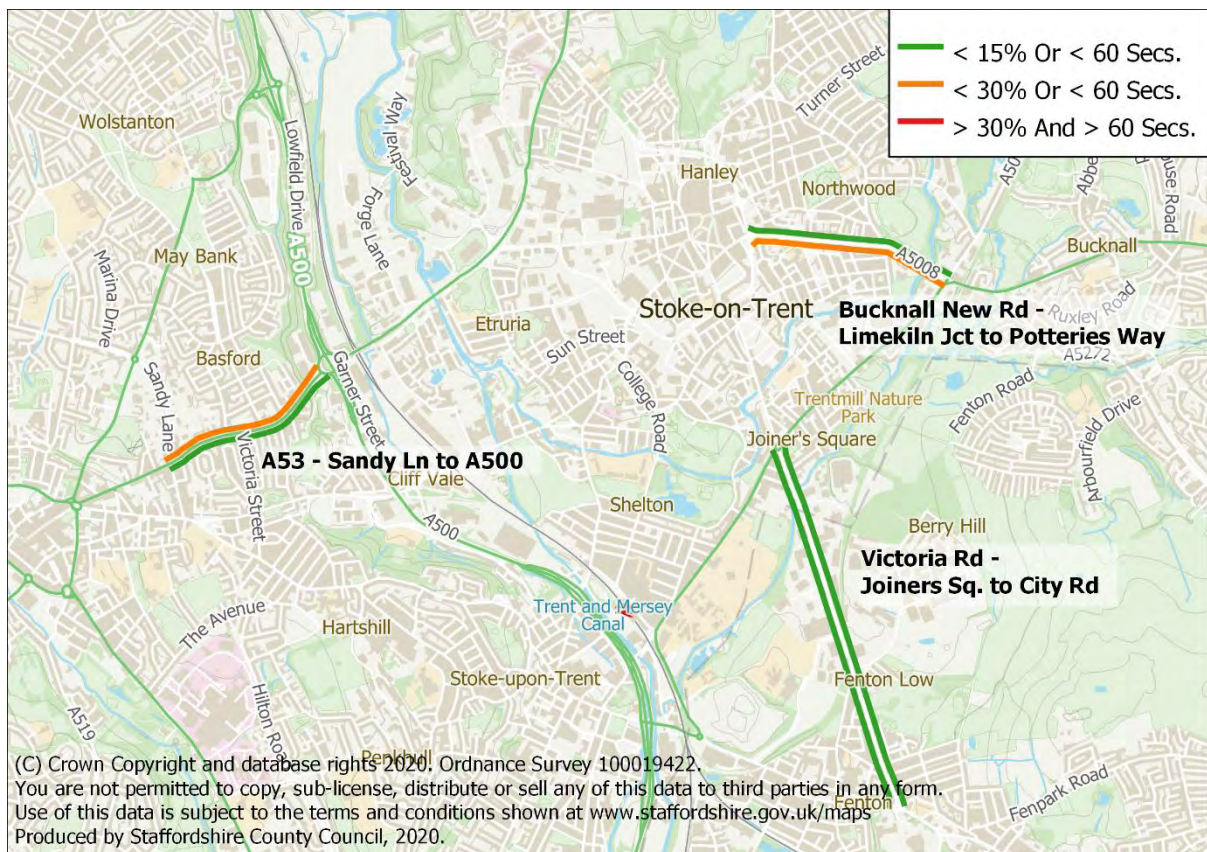 < 15% Or < 60 Secs.
< 30% Or < 60 Secs.
> 30% And > 60 Secs.
Turner Street
Wolstanton
Lowfield Drive
Festival Way
Forge Lane
Hanley
Northwood
A50
Abbe
ouse Road
Bucknall
A500
May Bank
Marina Drive
A5008
Stoke-on-Trent
Bucknall New Rd -
Limekiln Jct to Potteries Way
Ruxley Road
A5272
Etruria
Sun Street
College Road
Basford
Sandy Lane
Garner Street
Victoria Street
Trentmill Nature
Park
Fenton Road
Arbourfield Drive
Joiner's Square
A53 - Sandy Ln to A500
Cliff Vale
Shelton
A500
Berry Hill
Victoria Rd -
Joiners Sq. to City Rd
Trent and Mersey
Canal
The Avenue
Hartshill
Stoke-upon-Trent
Fenton Low
A519
Hilton Road
Penkhull
Fenton
Fenpark Road
(C) Crown Copyright and database rights 2020. Ordnance Survey 100019422.
You are not permitted to copy, sub-license, distribute or sell any of this data to third parties in any form.
Use of this data is subject to the terms and conditions shown at www.staffordshire.gov.uk/maps
Produced by Staffordshire County Council, 2020.